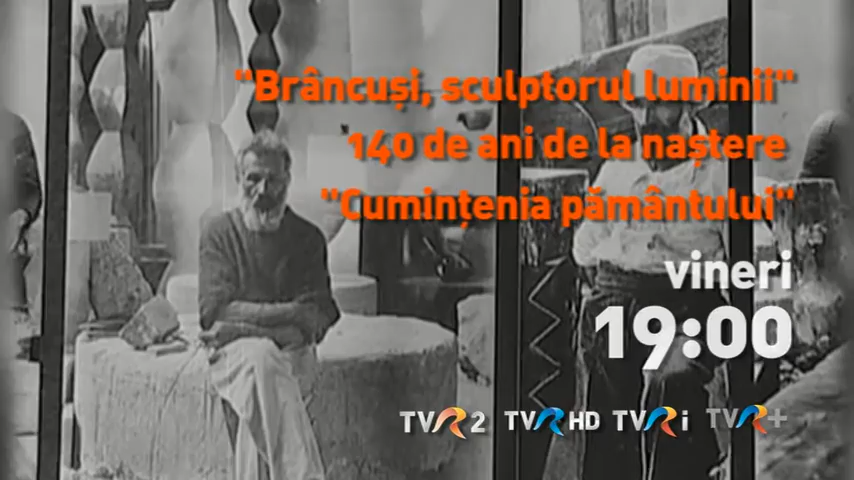 "Brâncuși, sculptorul luminii"
140 de ani de la naștere
"Cumințenia pământului"
vineri
19:00
TVR2 TVR HD TVRi TVR+